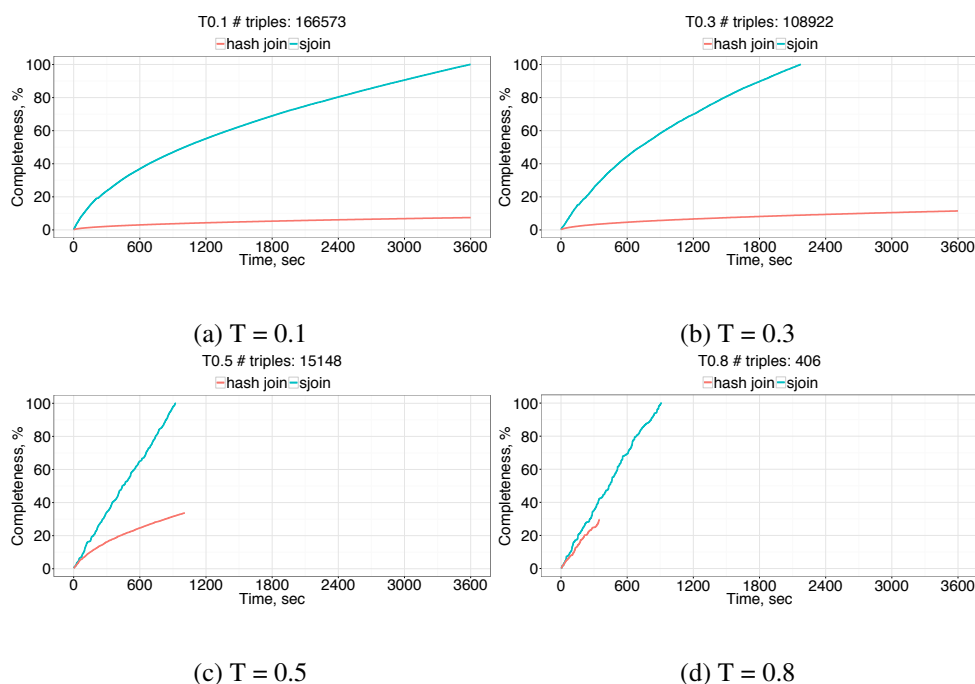 T0.1 # triples: 166573
hash join sjoin
Completeness, %
100
80
60
40
20
0
0 600 1200 1800 2400 3000 3600
Time, sec
(a) T = 0.1
T0.3 # triples: 108922
hash join sjoin
Completeness, %
100
80
60
40
20
0
0 600 1200 1800 2400 3000 3600
Time, sec
(b) T = 0.3
T0.5 # triples: 15148
hash join sjoin
Completeness, %
100
80
60
40
20
0
0 600 1200 1800 2400 3000 3600
Time, sec
(c) T = 0.5
T0.8 # triples: 406
hash join sjoin
Completeness, %
100
80
60
40
20
0
0 600 1200 1800 2400 3000 3600
Time, sec
(d) T = 0.8